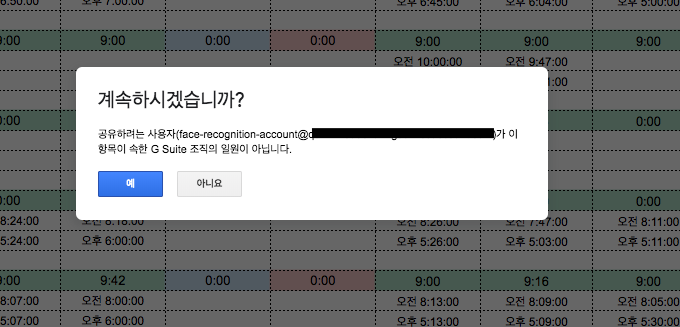 오후 7:00:00 오후 6:45:00 오후 6:04:00 오후 5:00:00
9:00 9:00 0:00 0:00 9:00 9:00 9:00
오전 10:00:00 오전 9:47:00
계속하시겠습니까?
공유하려는 사용자(face-recognition-account@ )가 이
항목이 속한 G Suite 조직의 일원이 아닙니다.
예 아니요
0:00 0:00
0:00
8:24:00 오전 8:18:00 오전 8:26:00 오전 7:47:00 오전 8:11:00
5:24:00 오후 6:00:00 오후 5:26:00 오후 5:03:00 오후 5:11:00
9:00 9:42 0:00 0:00 9:00 9:16 9:00
8:07:00 오전 8:00:00 오전 8:13:00 오전 8:09:00 오전 8:05:00
5:07:00 오후 6:00:00 오후 5:13:00 오후 5:09:00 오후 5:30:00